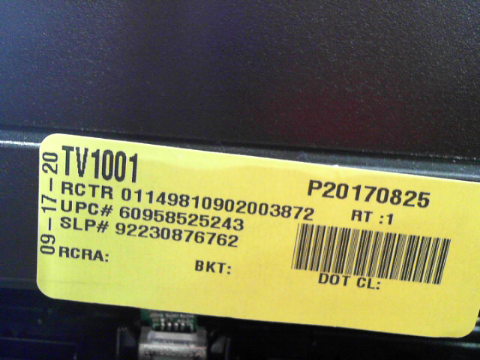 09-17-20
TV1001
P20170825
RCTR 01149810902003872
RT :1
UPC# 60958525243
SLP# 92230876762
RCRA:
BKT:
DOT CL: